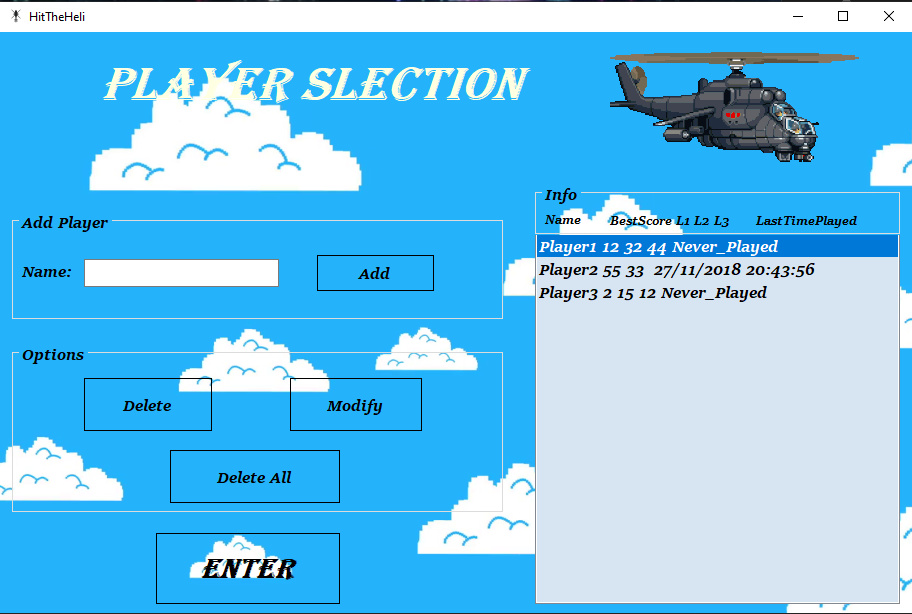 HitTheHeli
PLAYER SLECTION
Info
Name BestScore L1 L2 L3 LastTimePlayed
Player1 12 32 44 Never_Played
Player2 55 33  27/11/2018 20:43:56
Player3 2 15 12 Never_Played
Add Player
Name:
Add
Options
Delete
Modify
Delete All
ENTER